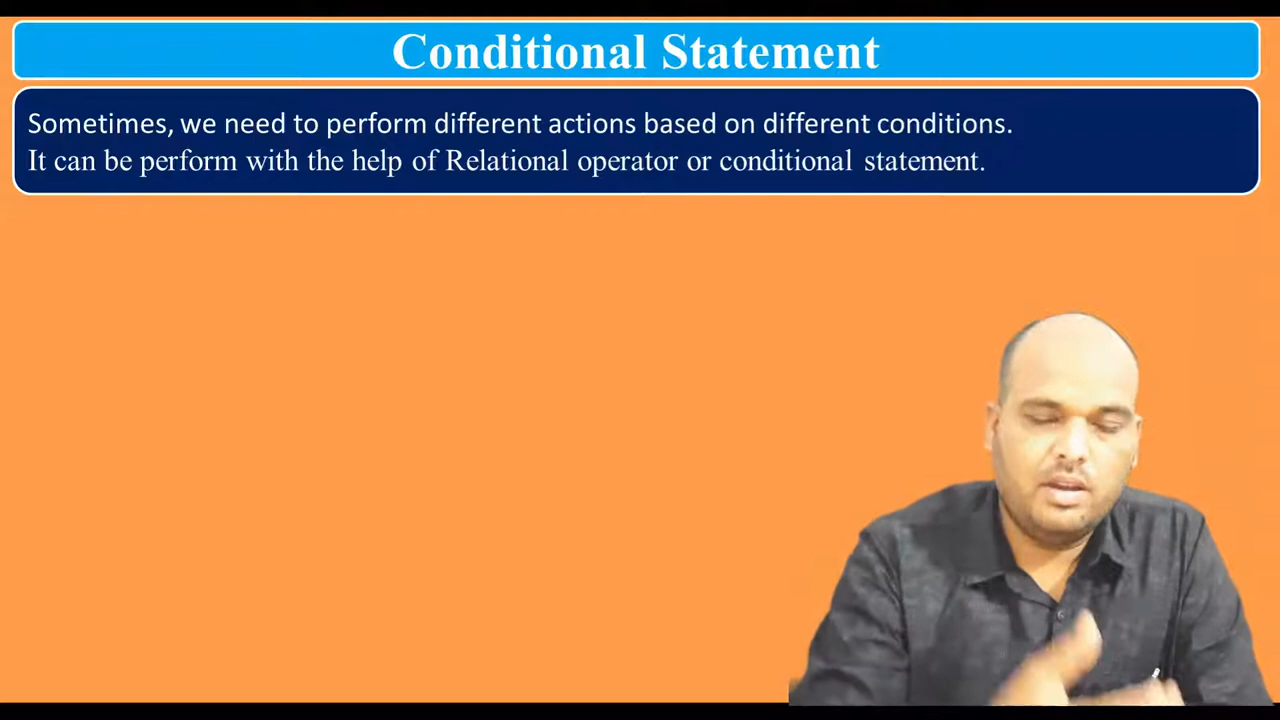 Conditional Statement
Sometimes, we need to perform different actions based on different conditions.
It can be perform with the help of Relational operator or conditional statement.